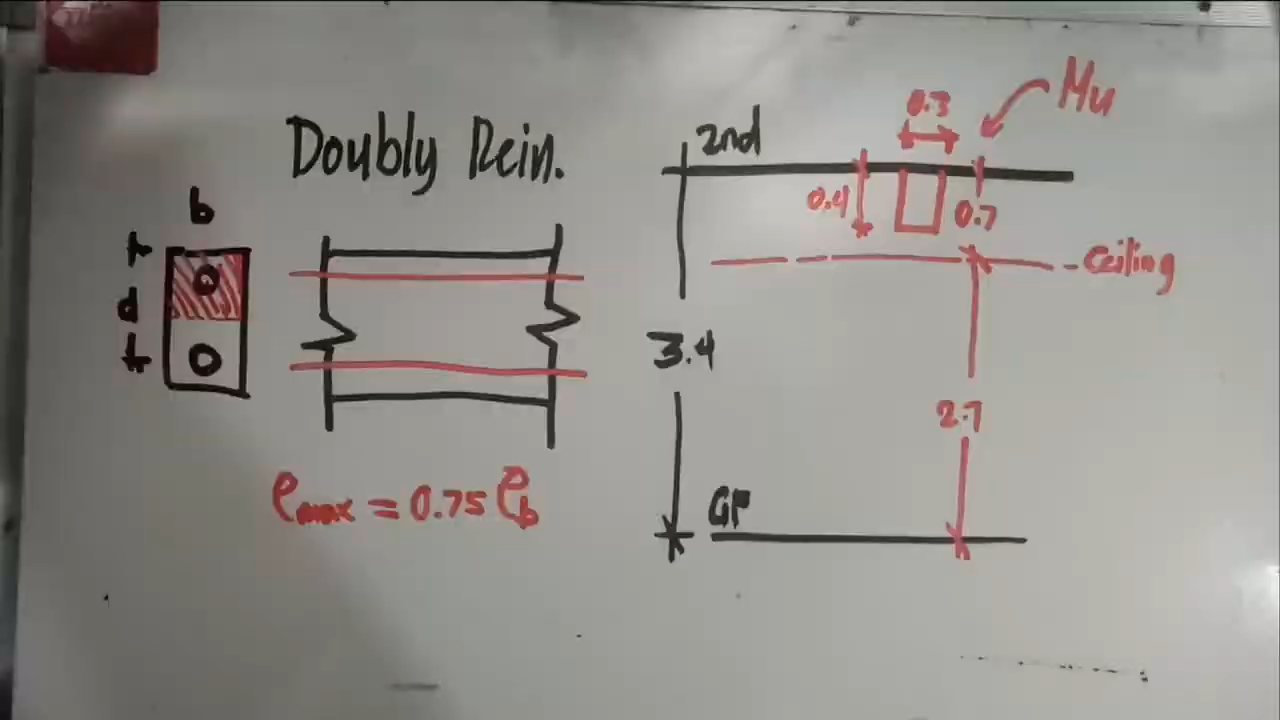 Doubly Rein.
b
d
ρmax = 0.75 ρb
2nd
0.3
Mu
0.4
0.7
ceiling
3.4
2.7
GF